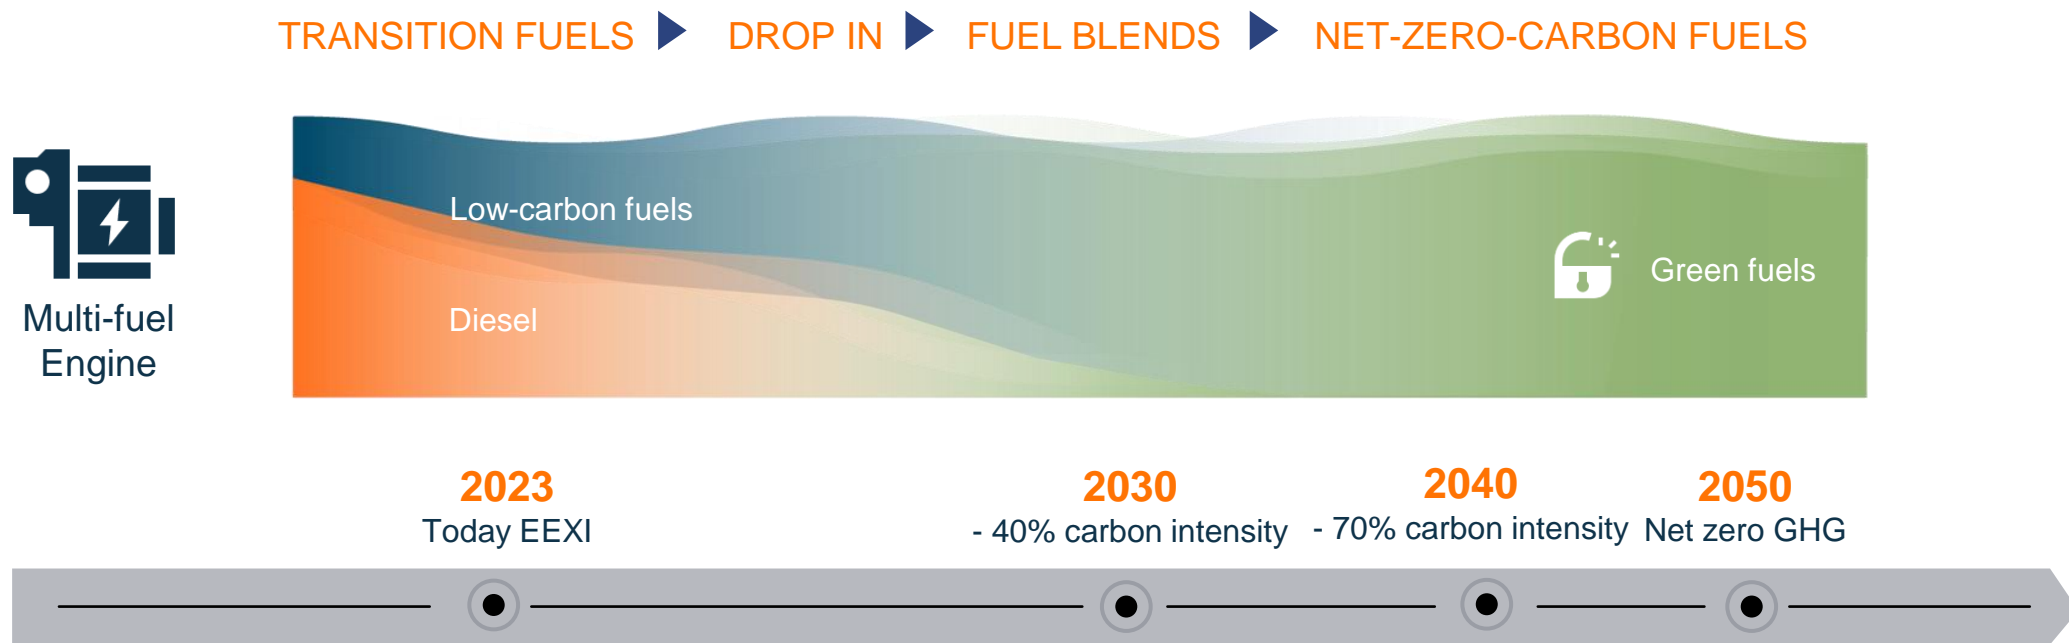 TRANSITION FUELS
DROP IN
FUEL BLENDS
NET-ZERO-CARBON FUELS
Low-carbon fuels
Diesel
Green fuels
Multi-fuel
Engine
2023
Today EEXI
2030
- 40% carbon intensity
2040
- 70% carbon intensity
2050
Net zero GHG